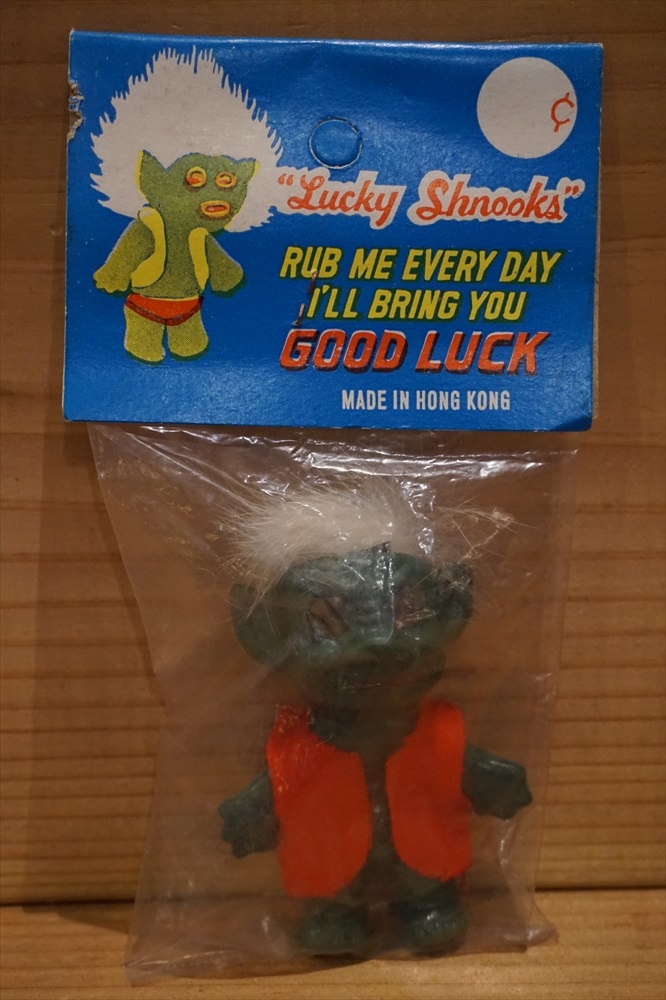 ¢
"Lucky Shnooks"
RUB ME EVERY DAY
I'LL BRING YOU
GOOD LUCK
MADE IN HONG KONG